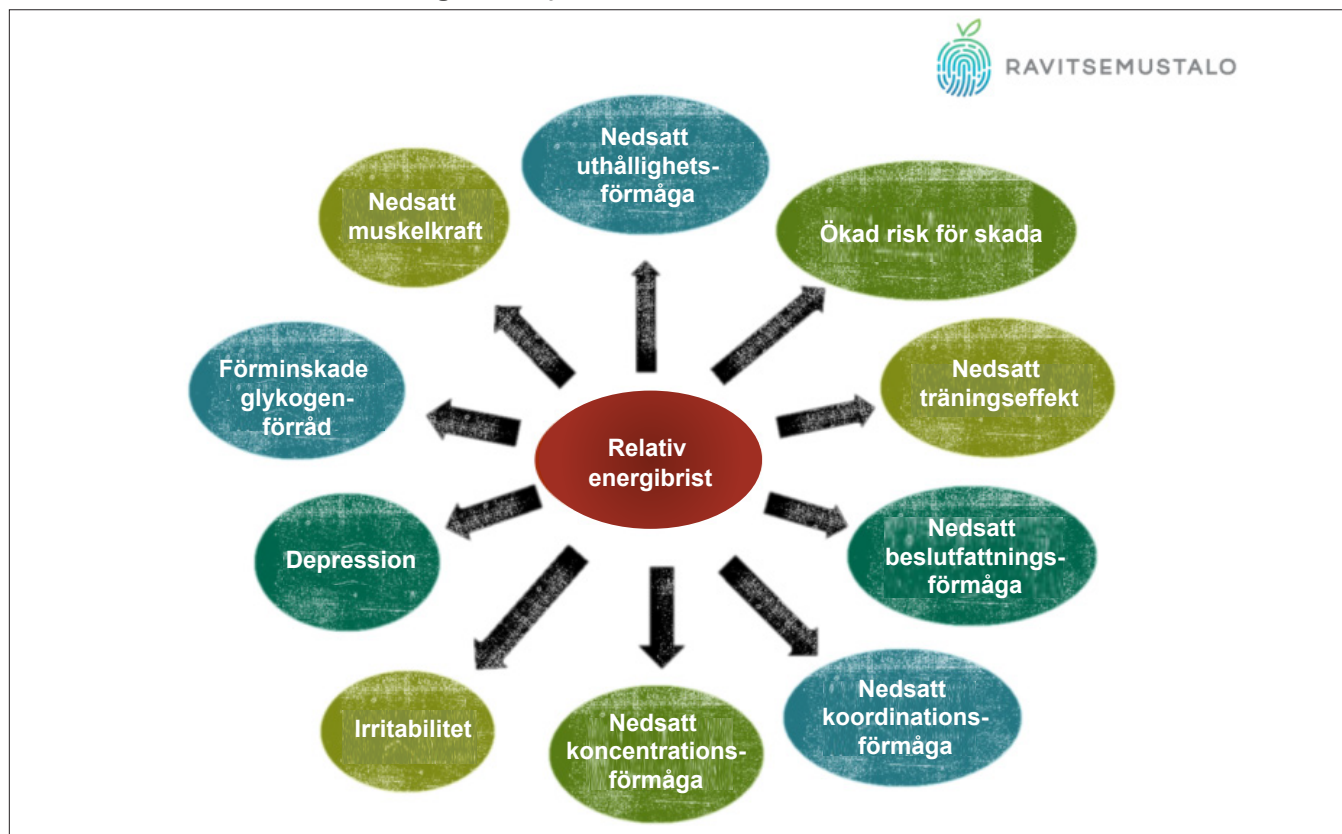 RAVITSEMUSTALO
Nedsatt
uthållighets-
förmåga
Nedsatt
muskelkraft
Ökad risk för skada
Förminskade
glykogen-
förråd
Nedsatt
träningseffekt
Relativ
energibrist
Depression
Nedsatt
beslutfattnings-
förmåga
Irritabilitet
Nedsatt
koncentrations-
förmåga
Nedsatt
koordinations-
förmåga